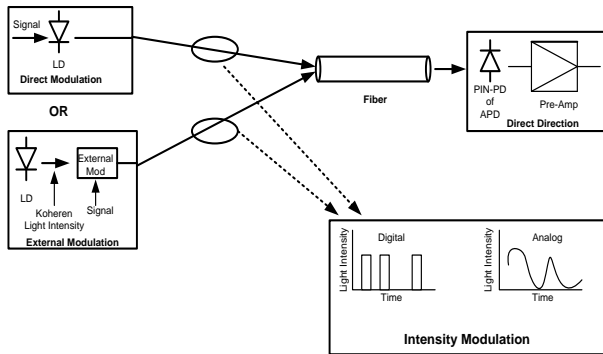 Signal
LD
Direct Modulation
OR
LD
External
Mod
Koheren
Light Intensity
Signal
External Modulation
Fiber
PIN-PD
of
APD
Pre-Amp
Direct Direction
Light Intensity
Digital
Time
Light Intensity
Analog
Time
Intensity Modulation